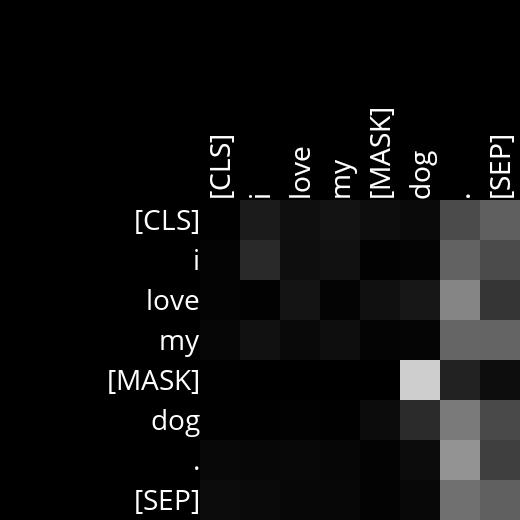 [CLS] i love my [MASK] dog . [SEP]
[CLS]
i
love
my
[MASK]
dog
.
[SEP]